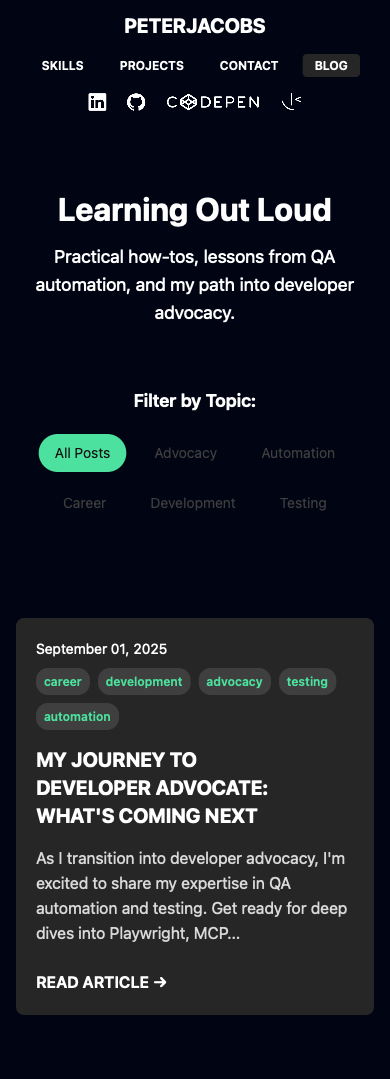 PETERJACOBS
SKILLS PROJECTS CONTACT BLOG
CODEPEN
Learning Out Loud
Practical how-tos, lessons from QA
automation, and my path into developer
advocacy.
Filter by Topic:
All Posts Advocacy Automation
Career Development Testing
September 01, 2025
career development advocacy testing
automation
MY JOURNEY TO
DEVELOPER ADVOCATE:
WHAT'S COMING NEXT
As I transition into developer advocacy, I'm
excited to share my expertise in QA
automation and testing. Get ready for deep
dives into Playwright, MCP...
READ ARTICLE →